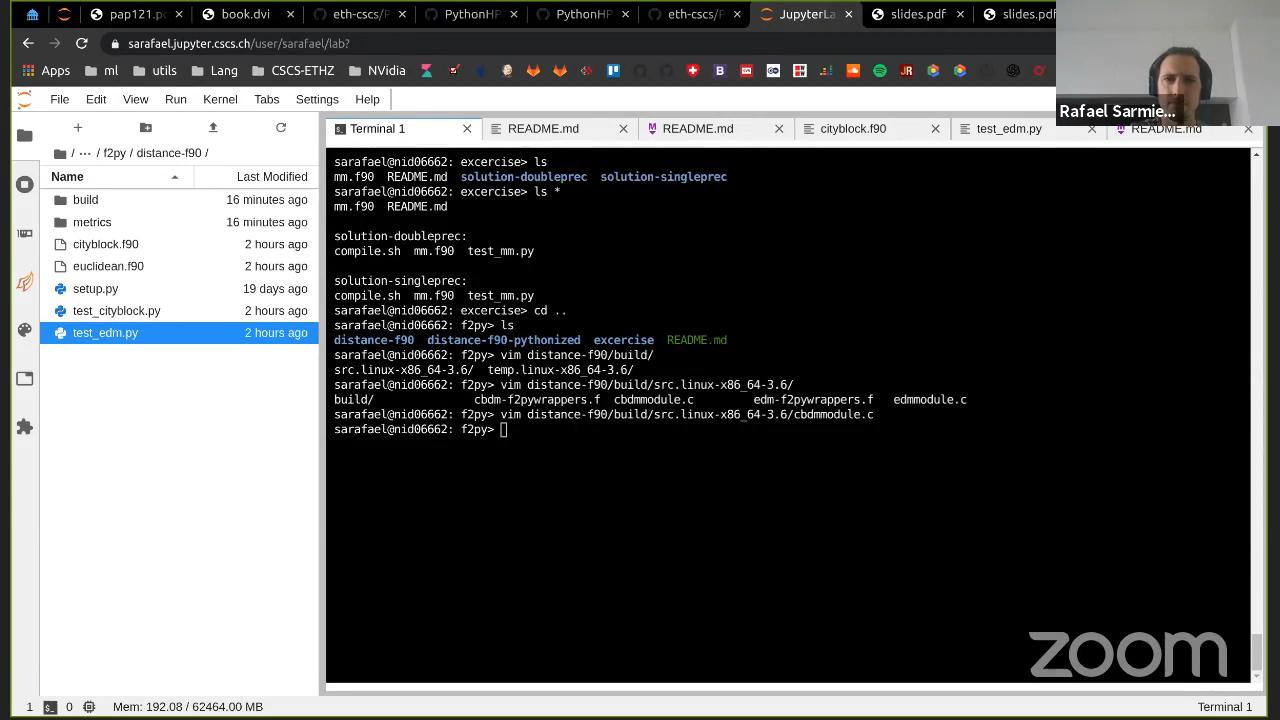 pap121.p
book.dvi
eth-cscs/P
PythonHP
PythonHP
eth-cscs/P
JupyterLa
slides.pdf
slides.pdf
sarafael.jupyter.cscs.ch/user/sarafael/lab?
Apps
ml
utils
Lang
CSCS-ETHZ
NVidia
Rafael Sarmie...
File
Edit
View
Run
Kernel
Tabs
Settings
Help
Terminal 1
README.md
README.md
cityblock.f90
test_edm.py
README.md
/ ··· / f2py / distance-f90 /
Name
Last Modified
build 16 minutes ago
metrics 16 minutes ago
cityblock.f90 2 hours ago
euclidean.f90 2 hours ago
setup.py 19 days ago
test_cityblock.py 2 hours ago
test_edm.py 2 hours ago
sarafael@nid06662: excercise> ls
mm.f90 README.md solution-doubleprec solution-singleprec
sarafael@nid06662: excercise> ls *
mm.f90 README.md
solution-doubleprec:
compile.sh mm.f90 test_mm.py
solution-singleprec:
compile.sh mm.f90 test_mm.py
sarafael@nid06662: excercise> cd ..
sarafael@nid06662: f2py> ls
distance-f90 distance-f90-pythonized excercise README.md
sarafael@nid06662: f2py> vim distance-f90/build/
src.linux-x86_64-3.6/ temp.linux-x86_64-3.6/
sarafael@nid06662: f2py> vim distance-f90/build/src.linux-x86_64-3.6/
build/ cbdm-f2pywrappers.f cbdmmodule.c edm-f2pywrappers.f edmmodule.c
sarafael@nid06662: f2py> vim distance-f90/build/src.linux-x86_64-3.6/cbdmmodule.c
sarafael@nid06662: f2py>
zoom
1
0
Mem: 192.08 / 62464.00 MB
Terminal 1